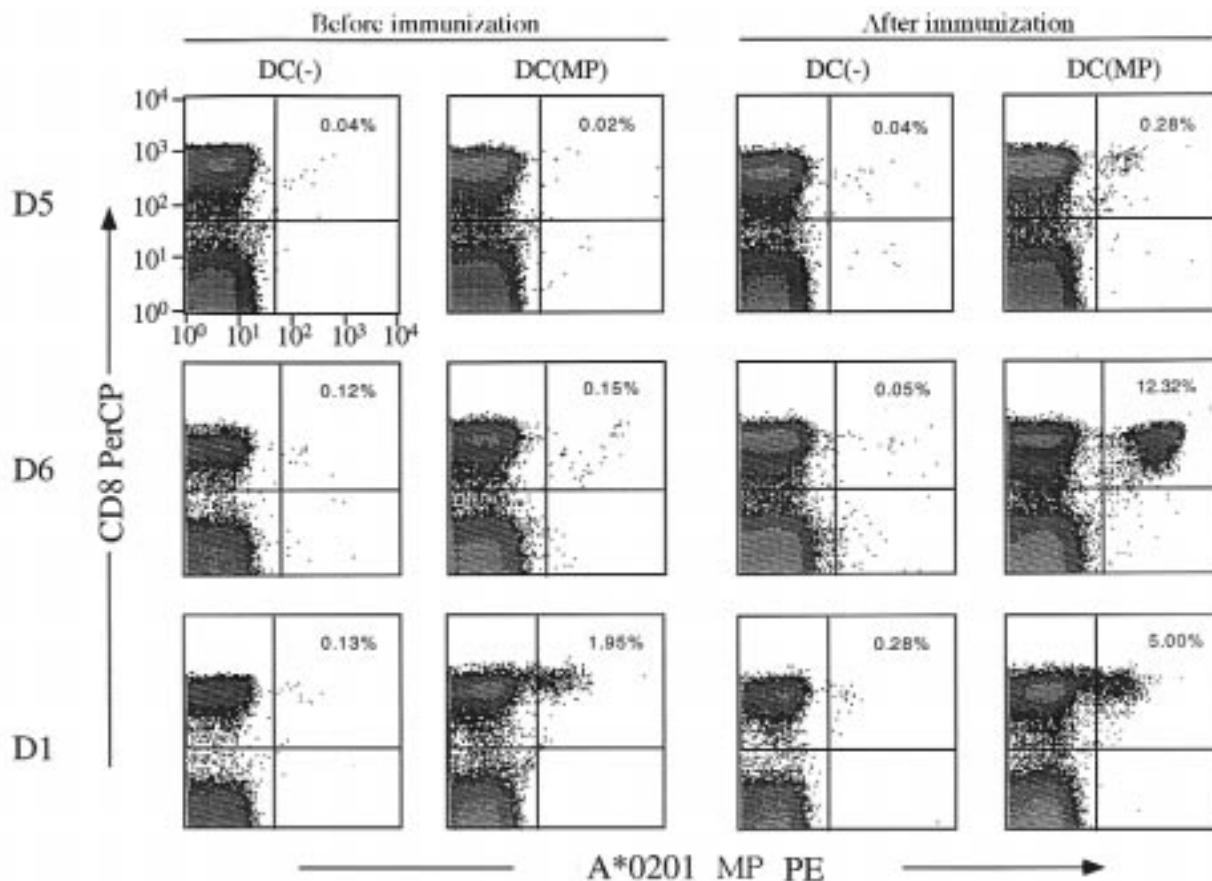 Before immunization After immunization
DC(-) DC(MP) DC(-) DC(MP)
D5
10⁴
10³
10²
10¹
10⁰
0.04% 0.02% 0.04% 0.28%
10⁰ 10¹ 10² 10³ 10⁴
CD8 PerCP
D6
0.12% 0.15% 0.05% 12.32%
D1
0.13% 1.95% 0.28% 5.00%
A*0201 MP PE